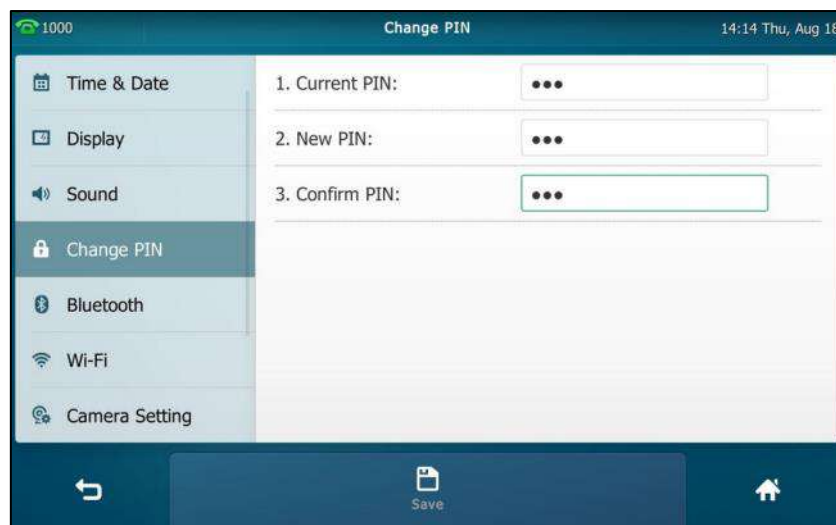 1000 Change PIN 14:14 Thu, Aug 18
Time & Date
1. Current PIN: •••
Display
2. New PIN: •••
Sound
3. Confirm PIN: •••
Change PIN
Bluetooth
Wi-Fi
Camera Setting
Save